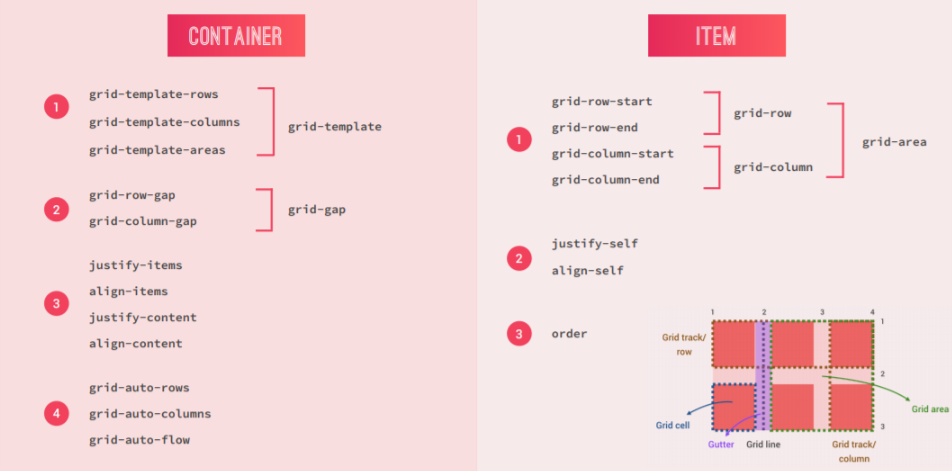 CONTAINER
1
grid-template-rows
grid-template-columns
grid-template-areas
grid-template
2
grid-row-gap
grid-column-gap
grid-gap
3
justify-items
align-items
justify-content
align-content
4
grid-auto-rows
grid-auto-columns
grid-auto-flow
ITEM
1
grid-row-start
grid-row-end
grid-column-start
grid-column-end
grid-row
grid-column
grid-area
2
justify-self
align-self
3
order
1 2 3 4
1
2
3
Grid track/
row
Grid cell
Gutter
Grid line
Grid track/
column
Grid area